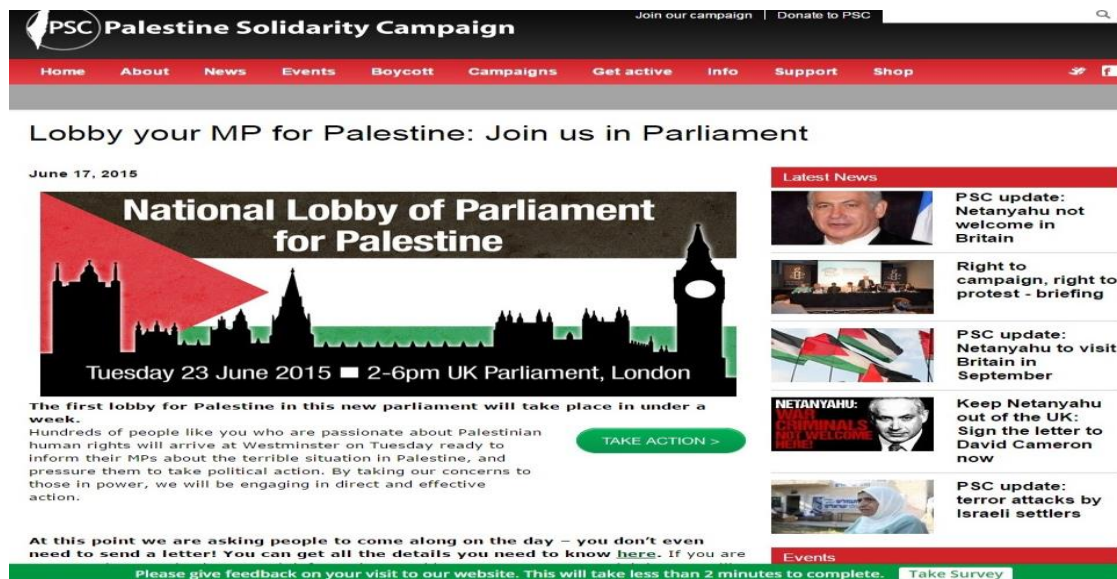 Join our campaign | Donate to PSC
PSC Palestine Solidarity Campaign
Home About News Events Boycott Campaigns Get active Info Support Shop
Lobby your MP for Palestine: Join us in Parliament
June 17, 2015
National Lobby of Parliament
for Palestine
Tuesday 23 June 2015 ■ 2-6pm UK Parliament, London
The first lobby for Palestine in this new parliament will take place in under a
week.
Hundreds of people like you who are passionate about Palestinian
human rights will arrive at Westminster on Tuesday ready to
inform their MPs about the terrible situation in Palestine, and
pressure them to take political action. By taking our concerns to
those in power, we will be engaging in direct and effective
action.
TAKE ACTION >
At this point we are asking people to come along on the day – you don't even
need to send a letter! You can get all the details you need to know here. If you are
Latest News
PSC update:
Netanyahu not
welcome in
Britain
Right to
campaign, right to
protest - briefing
PSC update:
Netanyahu to visit
Britain in
September
NETANYAHU:
WAR
CRIMINALS
NOT WELCOME
HERE!
Keep Netanyahu
out of the UK:
Sign the letter to
David Cameron
now
PSC update:
terror attacks by
Israeli settlers
Events
Please give feedback on your visit to our website. This will take less than 2 minutes to complete. Take Survey